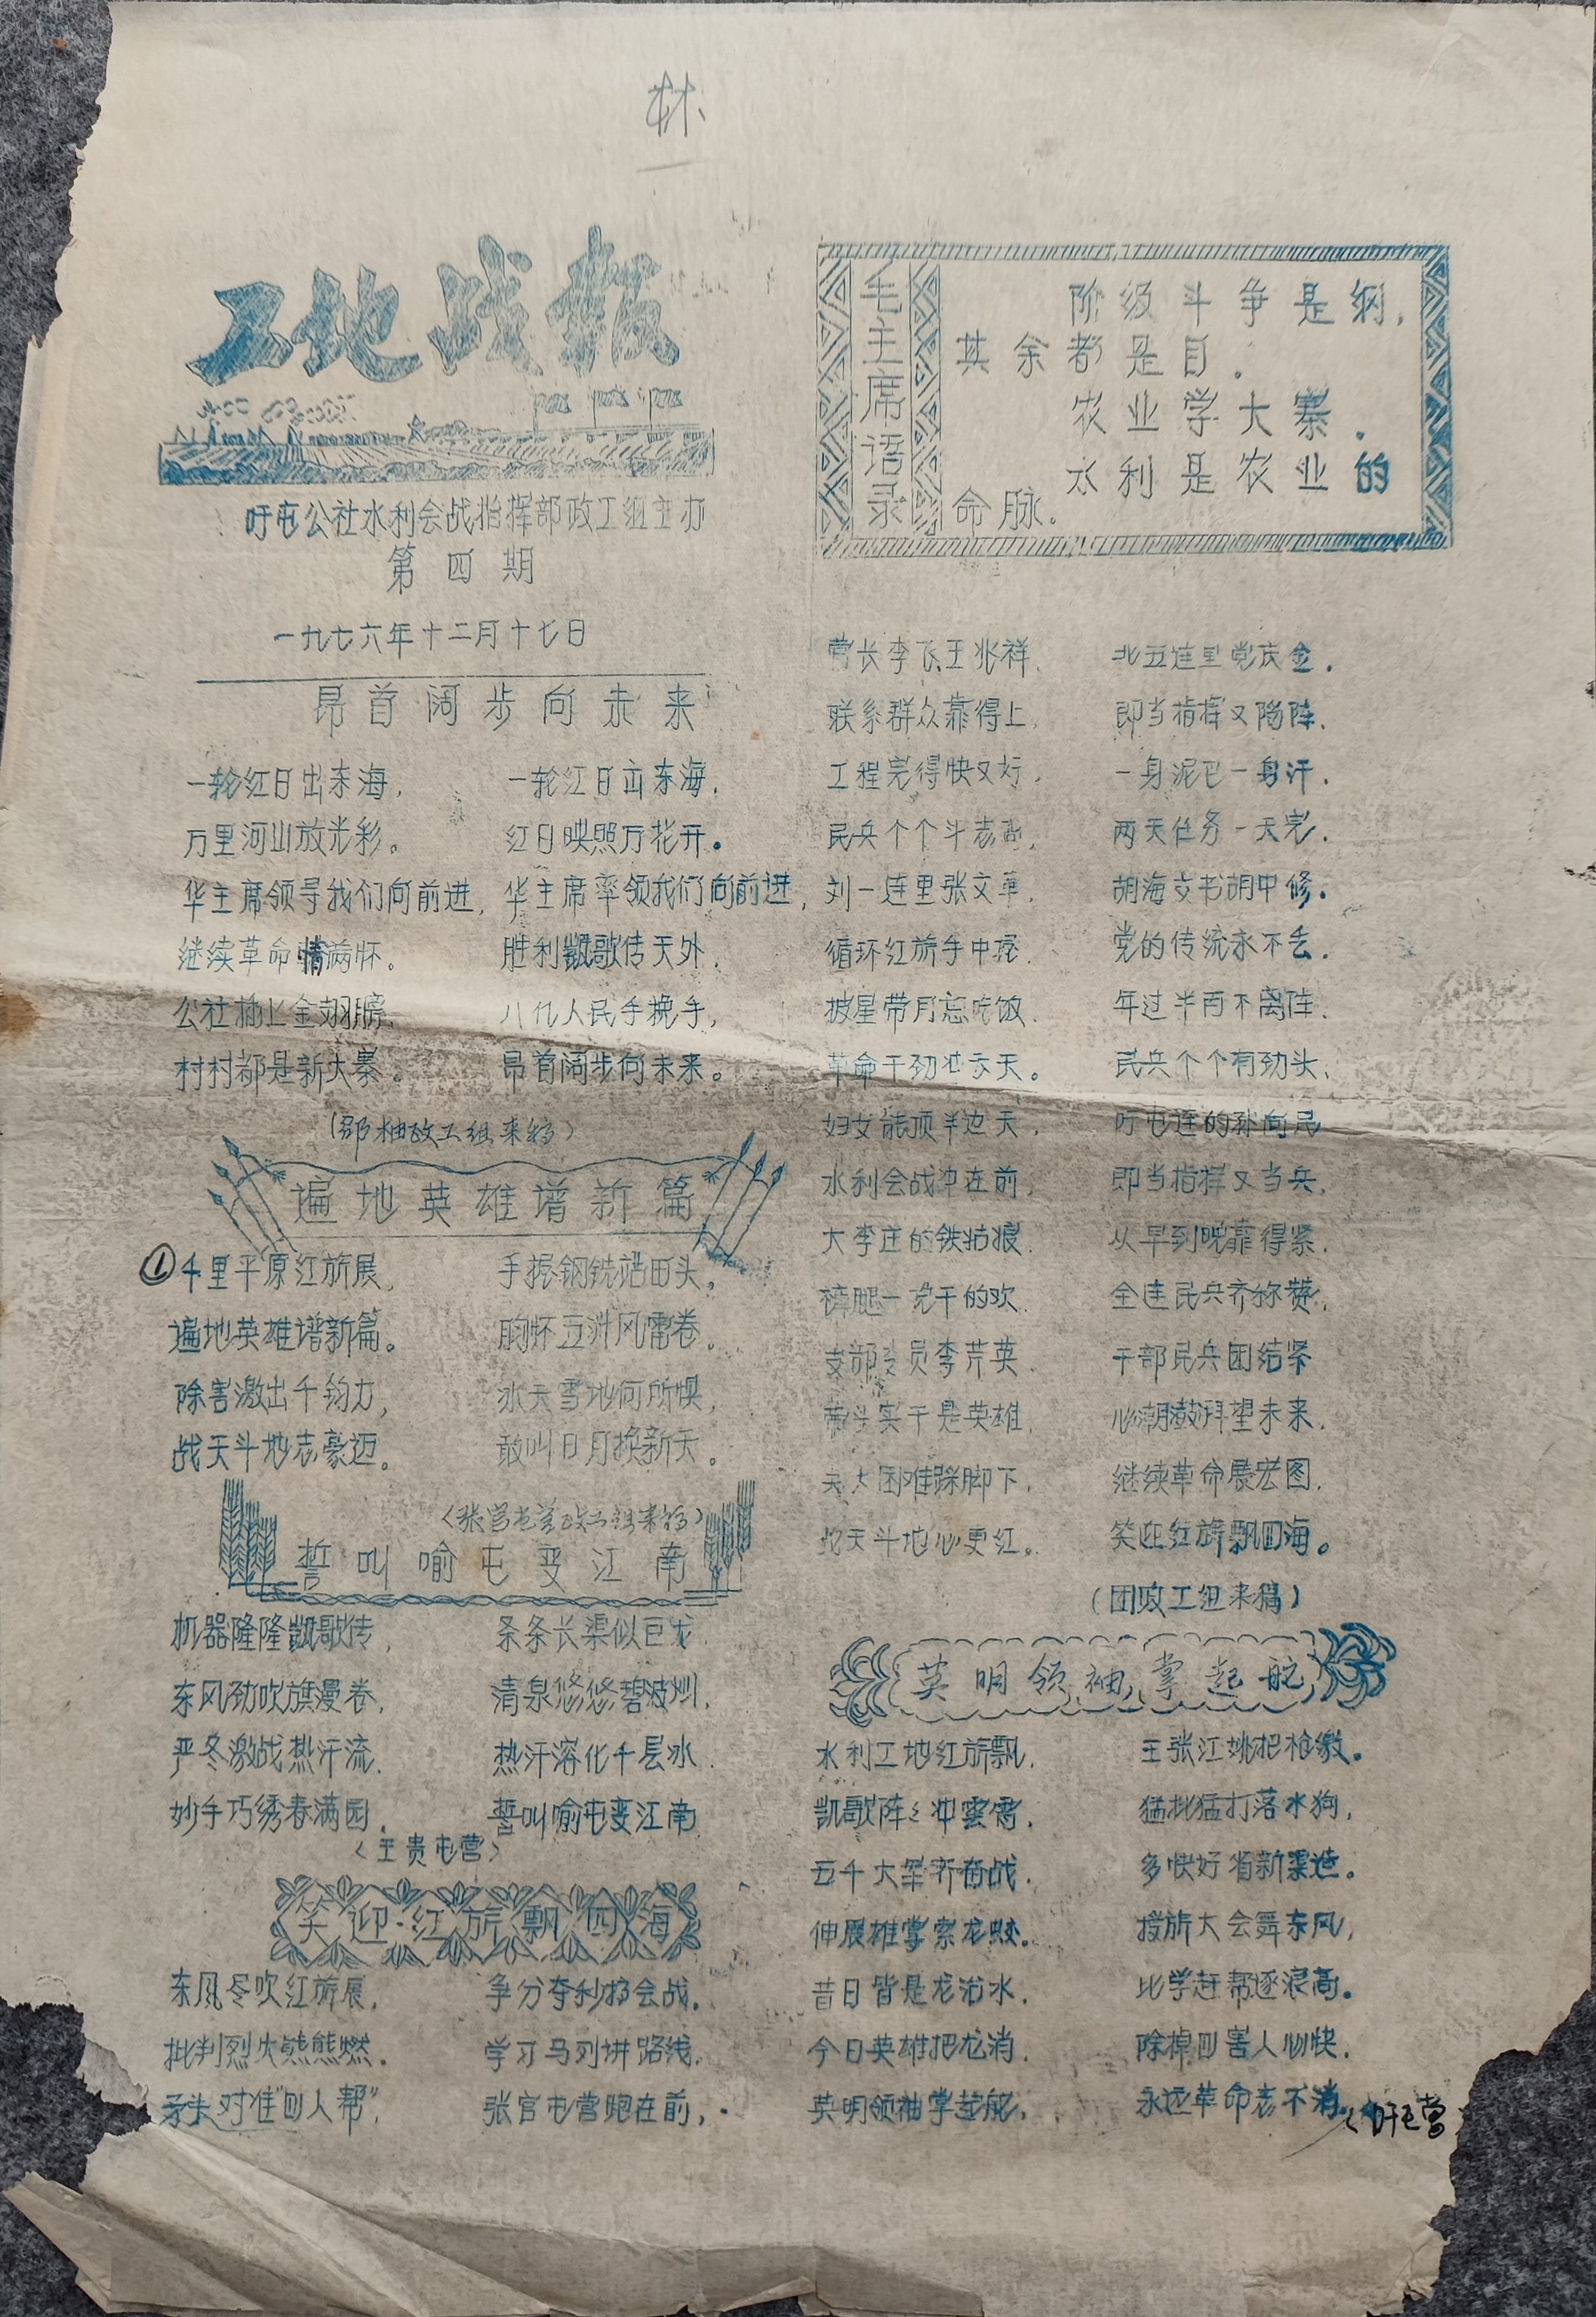 林
工地战报
吁屯公社水利会战指挥部政工组主办
第四期
一九七六年十二月十七日
毛主席语录
阶级斗争是纲,
其余都是目。
农业学大寨。
水利是农业的
命脉。
昂首阔步向未来
一轮红日出东海,
万里河山放光彩。
华主席领导我们向前进,
继续革命情满怀。
公社插上金翅膀,
村村都是新大寨。
一轮江日出东海,
红日映照万花开。
华主席率领我们向前进,
胜利凯歌传天外,
八亿人民手挽手,
昂首阔步向未来。
政工组来稿)
遍地英雄谱新篇
①千里平原红旂展,
遍地英雄谱新篇。
除害激出千钧力,
战天斗地志豪迈。
手振钢铣站田头。
胸怀五洲风雷卷。
冰天雪地何所惧,
敢叫日月换新天。
政工组来稿)
誓叫喻屯变江南
机器隆隆凯歌传,
东风劲吹旗漫卷,
严冬激战热汗流,
妙手巧绣春满园。
条条长渠似巨龙
清泉悠悠碧波
热汗溶化千层冰.
誓叫喻屯变江南
〈王贵屯营〉
笑迎红旂飘四海
东风冬吹红旂展,
批判烈火熊熊燃.
矛头对准"四人帮",
争分夺秒掀会战.
学习马列讲路线.
张官屯营跑在前,.
营长李飞王兆祥.
联系群众靠得上.
工程完得快又好,
民兵个个斗志高,
刘一连里张文革,
循环红旂手中挖.
披星带月忘吃饭.
革命干劲冲云天。
妇女能顶半边天,
水利会战冲在前,
大李庄的铁姑娘
干的欢.
支部委员李芹英.
带头实干是英雄,
天大困难踩脚下,
战天斗地心更红。
北五连里党庆金.
即当指挥又陷阵.
一身泥巴一身汗.
两天任务一天完.
胡海支书胡中修.
党的传统永不丢.
年过半百不离阵.
民兵个个有劲头,
吁屯连的孙向民
即当指挥又当兵,
从早到晚靠得紧.
全连民兵齐称赞,
干部民兵团结紧
心潮鼓湃望未来.
继续革命展宏图,
笑迎红旂飘四海。
(团政工组来稿)
英明领袖掌起舵
水利工地红旂飘,
凯歌阵々冲雲霄,
五千大军齐奋战.
伸展雄掌索龙蛟。
昔日皆是龙治水,
今日英雄把龙消.
英明领袖掌起舵,
王张江姚把枪缴。
猛批猛打落水狗,
多快好省新渠造。
授旂大会舞东风,
比学赶帮逐浪高。
除掉四害人心快.
永远革命志不消.〈吁屯营〉